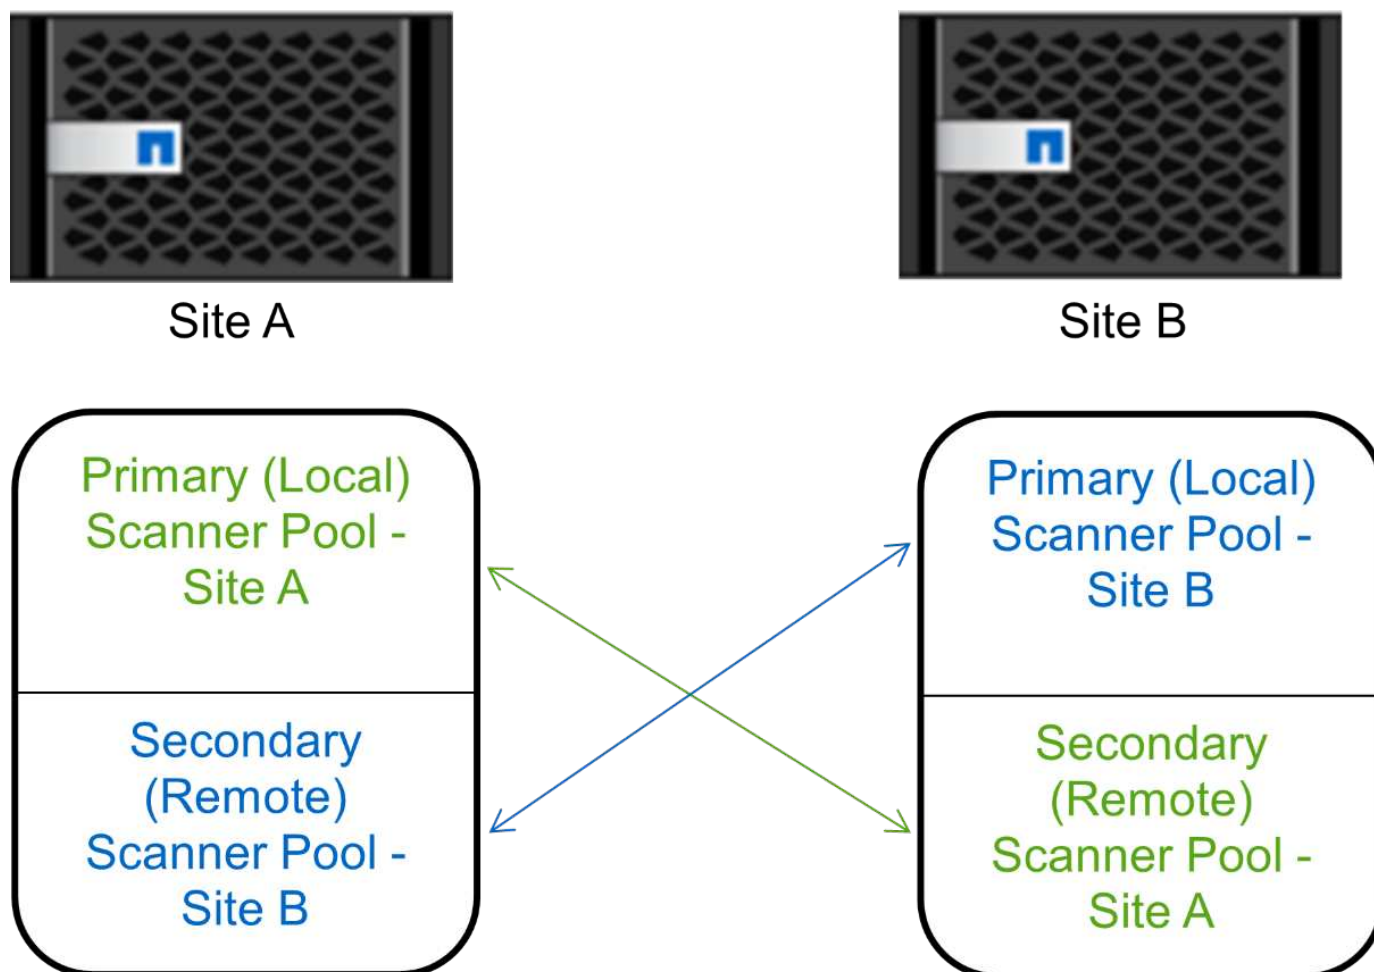 Site A
Site B
Primary (Local)
Scanner Pool -
Site A
Secondary
(Remote)
Scanner Pool -
Site B
Primary (Local)
Scanner Pool -
Site B
Secondary
(Remote)
Scanner Pool -
Site A